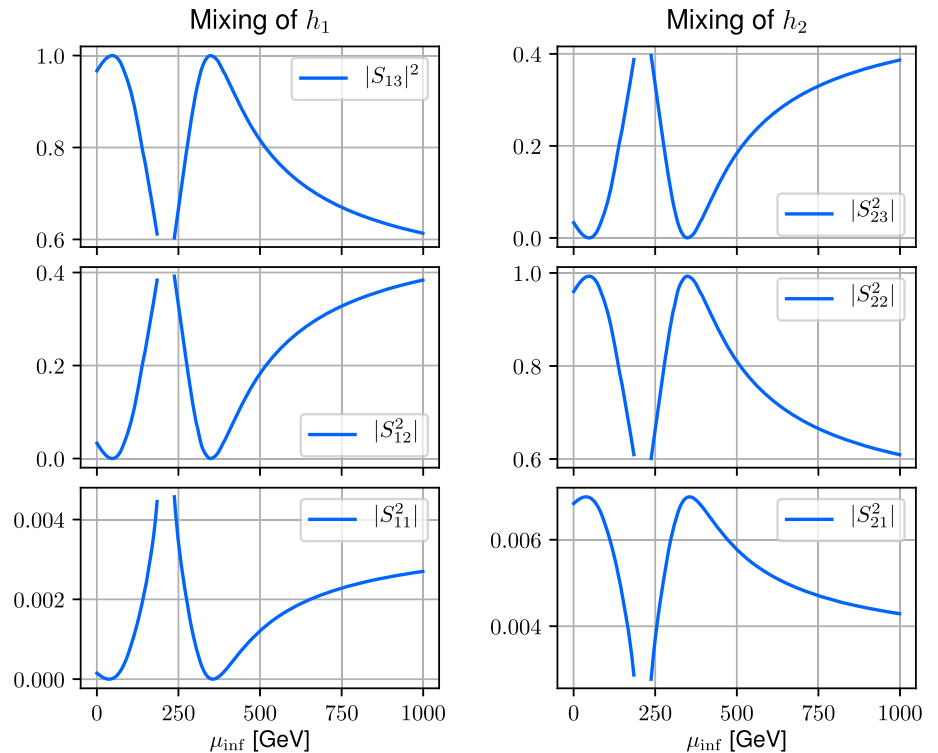 Mixing of h₁
Mixing of h₂
1.0
0.8
0.6
|S₁₃|²
0.4
0.2
0.0
|S²₂₃|
0.4
0.2
0.0
|S²₁₂|
1.0
0.8
0.6
|S²₂₂|
0.004
0.002
0.000
|S²₁₁|
0.006
0.004
|S²₂₁|
0 250 500 750 1000
μ_inf [GeV]
0 250 500 750 1000
μ_inf [GeV]